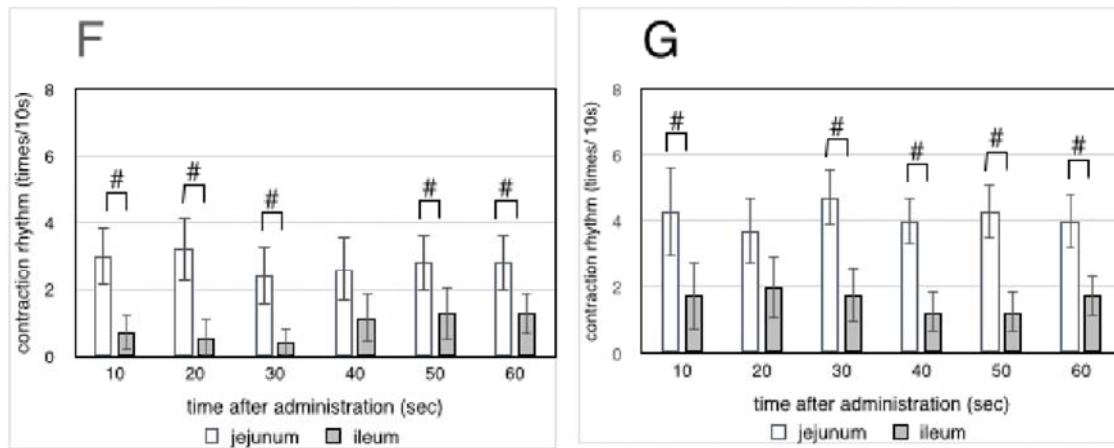 F
contraction rhythm (times/10s)
8
6
4
2
0
# # # # #
10 20 30 40 50 60
time after administration (sec)
jejunum ileum
G
contraction rhythm (times/ 10s)
8
6
4
2
0
# # # # #
10 20 30 40 50 60
time after administration (sec)
jejunum ileum